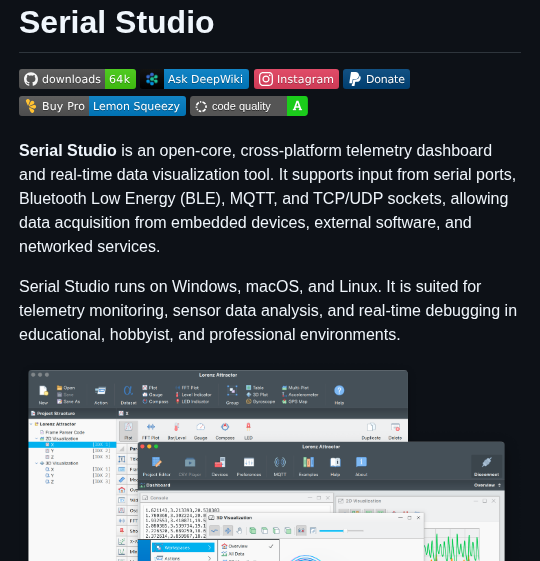 Serial Studio
downloads 64k Ask DeepWiki Instagram Donate
Buy Pro Lemon Squeezy code quality A
Serial Studio is an open-core, cross-platform telemetry dashboard
and real-time data visualization tool. It supports input from serial ports,
Bluetooth Low Energy (BLE), MQTT, and TCP/UDP sockets, allowing
data acquisition from embedded devices, external software, and
networked services.
Serial Studio runs on Windows, macOS, and Linux. It is suited for
telemetry monitoring, sensor data analysis, and real-time debugging in
educational, hobbyist, and professional environments.
Lorenz Attractor
New Open Save Save As Action Dataset Plot Gauge Compass FFT Plot Level Indicator LED Indicator Group Table 3D Plot Gyroscope Multi-Plot Accelerometer GPS Map Help
Project Structure
Lorenz Attractor
Frame Parser Code
2D Visualization
X
Y
Z
3D Visualization
X
Y
Z
Plot FFT Plot Bar/Level Gauge Compass LED Duplicate Delete
Lorenz Attractor
Project Editor Devices Preferences MQTT Examples Help About Disconnect
Dashboard Overview
Console
2D Visualization
3D Visualization
Workspaces
Actions
Overview
All Data